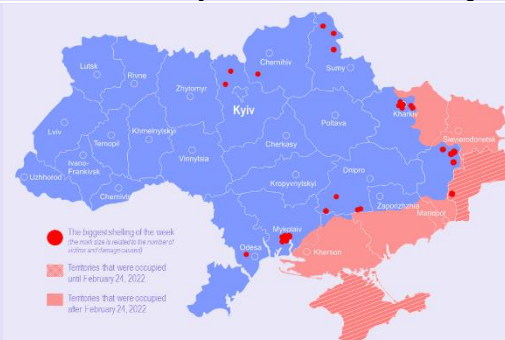 Lutsk
Rivne
Chernihiv
Sumy
Zhytomyr
Kyiv
Kharkiv
Lviv
Ternopil
Khmelnytskyi
Poltava
Sievierodonetsk
Ivano-
Frankivsk
Vinnytsia
Cherkasy
Uzhhorod
Chernivtsi
Kropyvnytskyi
Dnipro
Zaporizhzhia
Mariupol
Mykolaiv
Odesa
Kherson
The biggest shelling of the week
(the mark size is related to the number of
victims and damage caused)
Territories that were occupied
until February 24, 2022
Territories that were occupied
after February 24, 2022